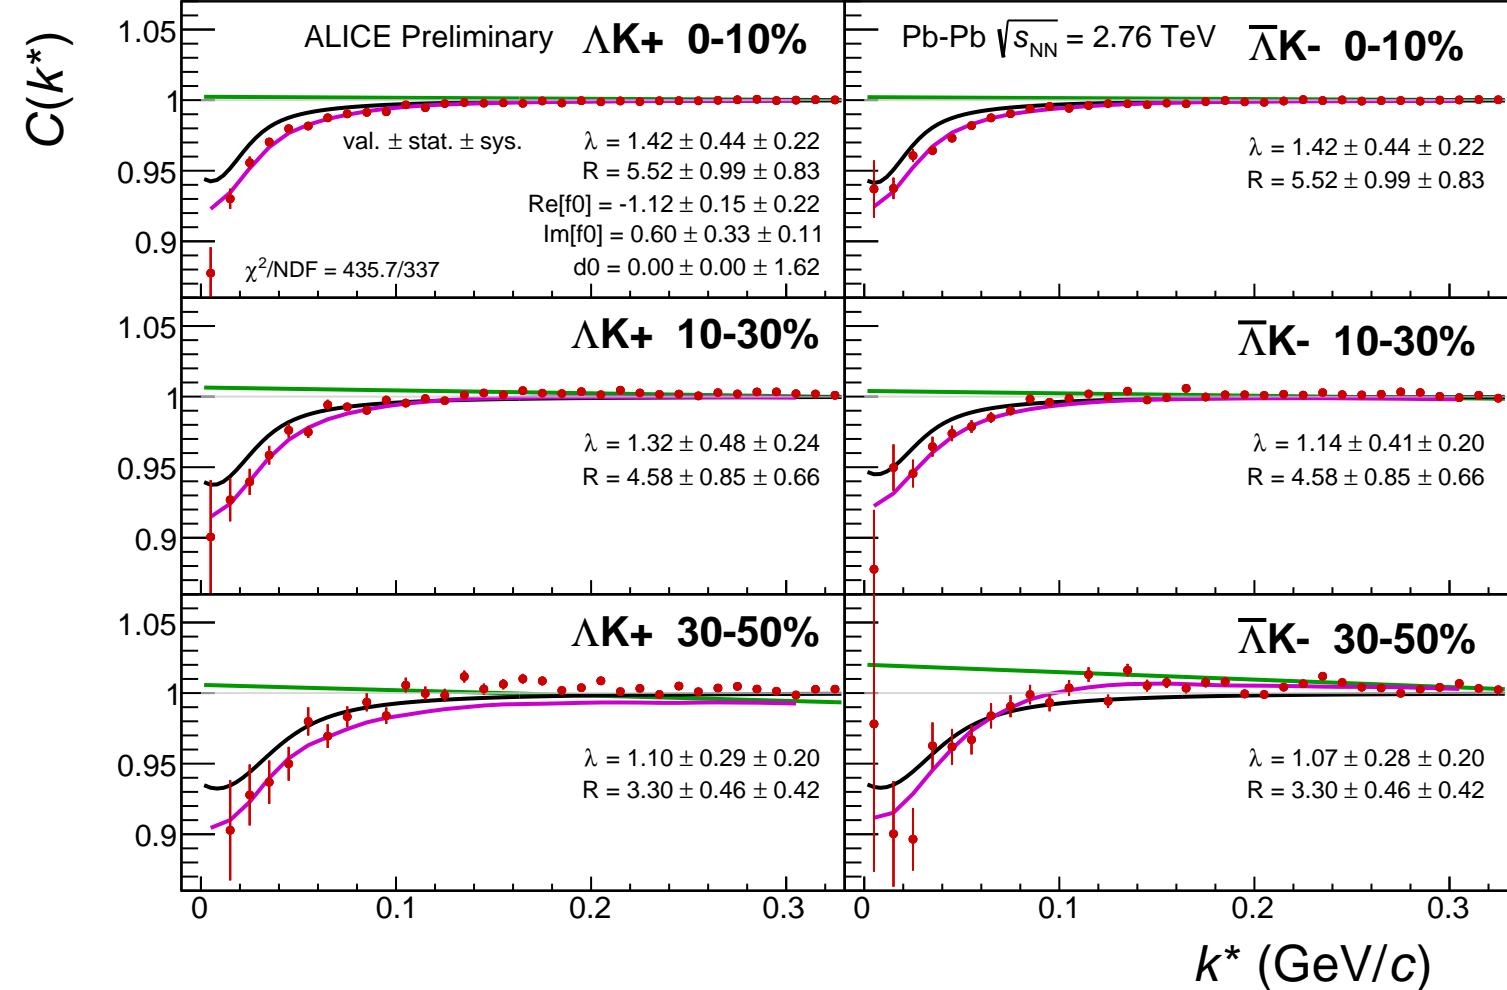 C(k*)
ALICE Preliminary ΛK+ 0-10%
val. ± stat. ± sys.
λ = 1.42 ± 0.44 ± 0.22
R = 5.52 ± 0.99 ± 0.83
Re[f0] = -1.12 ± 0.15 ± 0.22
Im[f0] = 0.60 ± 0.33 ± 0.11
d0 = 0.00 ± 0.00 ± 1.62
χ²/NDF = 435.7/337
1.05
1
0.95
0.9
Pb-Pb √sNN = 2.76 TeV Λ̅K- 0-10%
λ = 1.42 ± 0.44 ± 0.22
R = 5.52 ± 0.99 ± 0.83
ΛK+ 10-30%
λ = 1.32 ± 0.48 ± 0.24
R = 4.58 ± 0.85 ± 0.66
1.05
1
0.95
0.9
Λ̅K- 10-30%
λ = 1.14 ± 0.41 ± 0.20
R = 4.58 ± 0.85 ± 0.66
ΛK+ 30-50%
λ = 1.10 ± 0.29 ± 0.20
R = 3.30 ± 0.46 ± 0.42
1.05
1
0.95
0.9
Λ̅K- 30-50%
λ = 1.07 ± 0.28 ± 0.20
R = 3.30 ± 0.46 ± 0.42
0 0.1 0.2 0.3
0 0.1 0.2 0.3
k* (GeV/c)